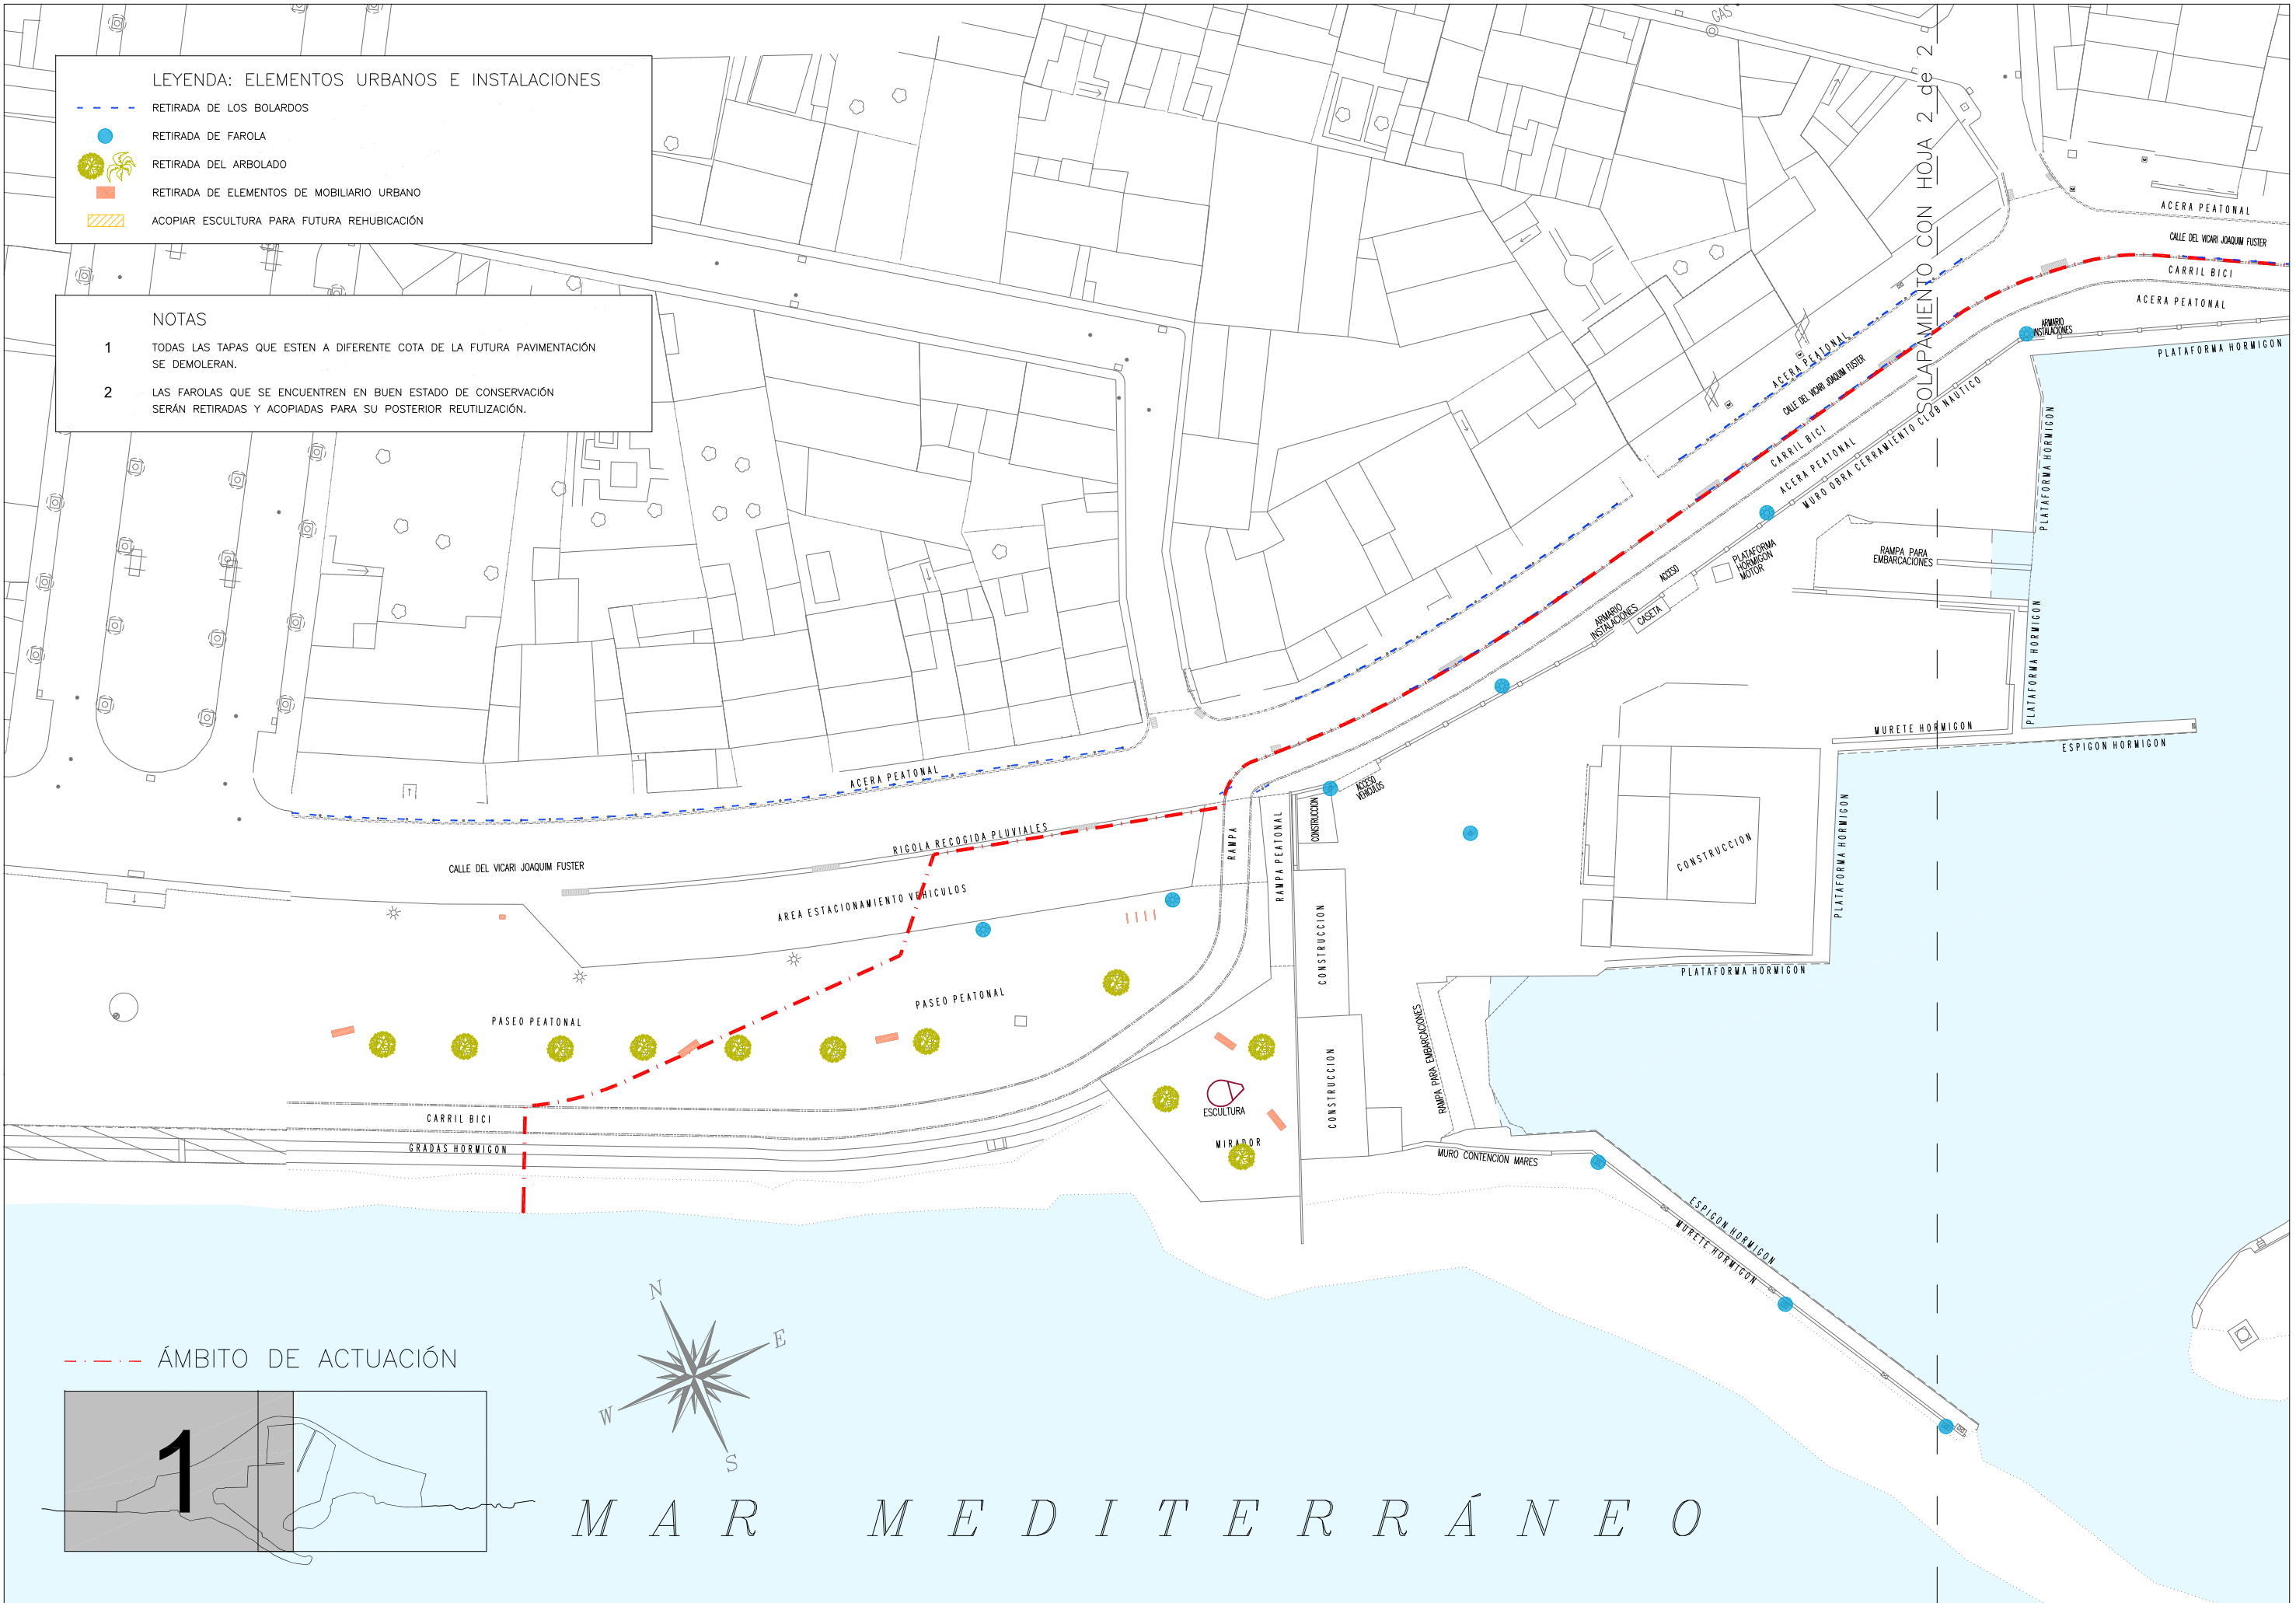 GAS
SOLAPAMIENTO CON HOJA 2 de 2
LEYENDA: ELEMENTOS URBANOS E INSTALACIONES
RETIRADA DE LOS BOLARDOS
RETIRADA DE FAROLA
RETIRADA DEL ARBOLADO
RETIRADA DE ELEMENTOS DE MOBILIARIO URBANO
ACOPIAR ESCULTURA PARA FUTURA REHUBICACIÓN
NOTAS
1 TODAS LAS TAPAS QUE ESTEN A DIFERENTE COTA DE LA FUTURA PAVIMENTACIÓN
SE DEMOLERAN.
2 LAS FAROLAS QUE SE ENCUENTREN EN BUEN ESTADO DE CONSERVACIÓN
SERÁN RETIRADAS Y ACOPIADAS PARA SU POSTERIOR REUTILIZACIÓN.
ACERA PEATONAL
CALLE DEL VICARI JOAQUIM FUSTER
CARRIL BICI
ACERA PEATONAL
ARMARIO
INSTALACIONES
PLATAFORMA HORMIGON
ACERA PEATONAL
CALLE DEL VICARI JOAQUIM FUSTER
CARRIL BICI
ACERA PEATONAL
MURO OBRA CERRAMIENTO CLUB NAUTICO
PLATAFORMA HORMIGON
RAMPA PARA
EMBARCACIONES
PLATAFORMA
HORMIGON
MOTOR
ACCESO
ARMARIO
INSTALACIONES
CASETA
PLATAFORMA HORMIGON
MURETE HORMIGON
ESPIGON HORMIGON
ACERA PEATONAL
ACCESO
VEHICULOS
CONSTRUCCION
RAMPA
RAMPA PEATONAL
RIGOLA RECOGIDA PLUVIALES
CALLE DEL VICARI JOAQUIM FUSTER
AREA ESTACIONAMIENTO VEHICULOS
CONSTRUCCION
PLATAFORMA HORMIGON
CONSTRUCCION
PLATAFORMA HORMIGON
PASEO PEATONAL
PASEO PEATONAL
RAMPA PARA EMBARCACIONES
CONSTRUCCION
ESCULTURA
MIRADOR
CARRIL BICI
GRADAS HORMIGON
MURO CONTENCION MARES
ESPIGON HORMIGON
MURETE HORMIGON
N
E
W
S
ÁMBITO DE ACTUACIÓN
1
MAR MEDITERRÁNEO